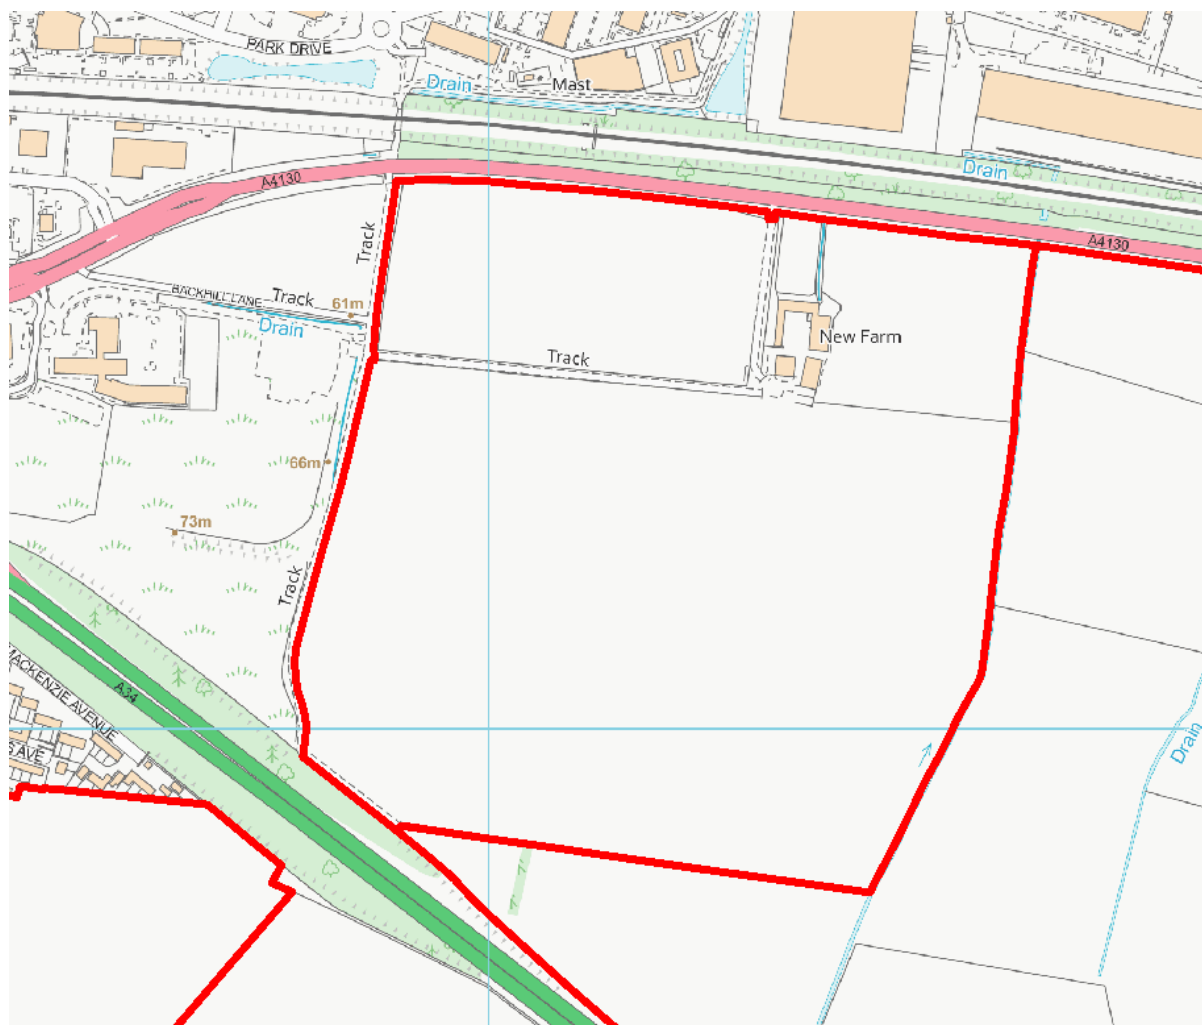 PARK DRIVE
Drain
Mast
Drain
A4130
Track
A4130
BACKHILL LANE
Track
61m
Drain
New Farm
Track
66m
73m
Track
A34
MACKENZIE AVENUE
S AVE
Drain